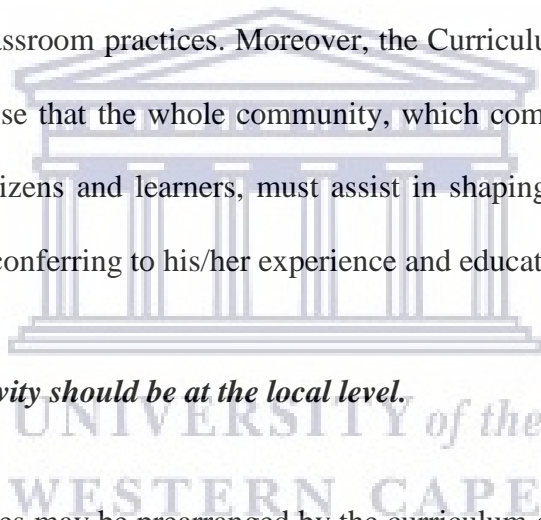 assroom practices. Moreover, the Curriculu
se that the whole community, which com
izens and learners, must assist in shaping
conferring to his/her experience and educat
vity should be at the local level.
UNIVERSITY of the
WESTERN CAPE
es may be prearranged by the curriculum